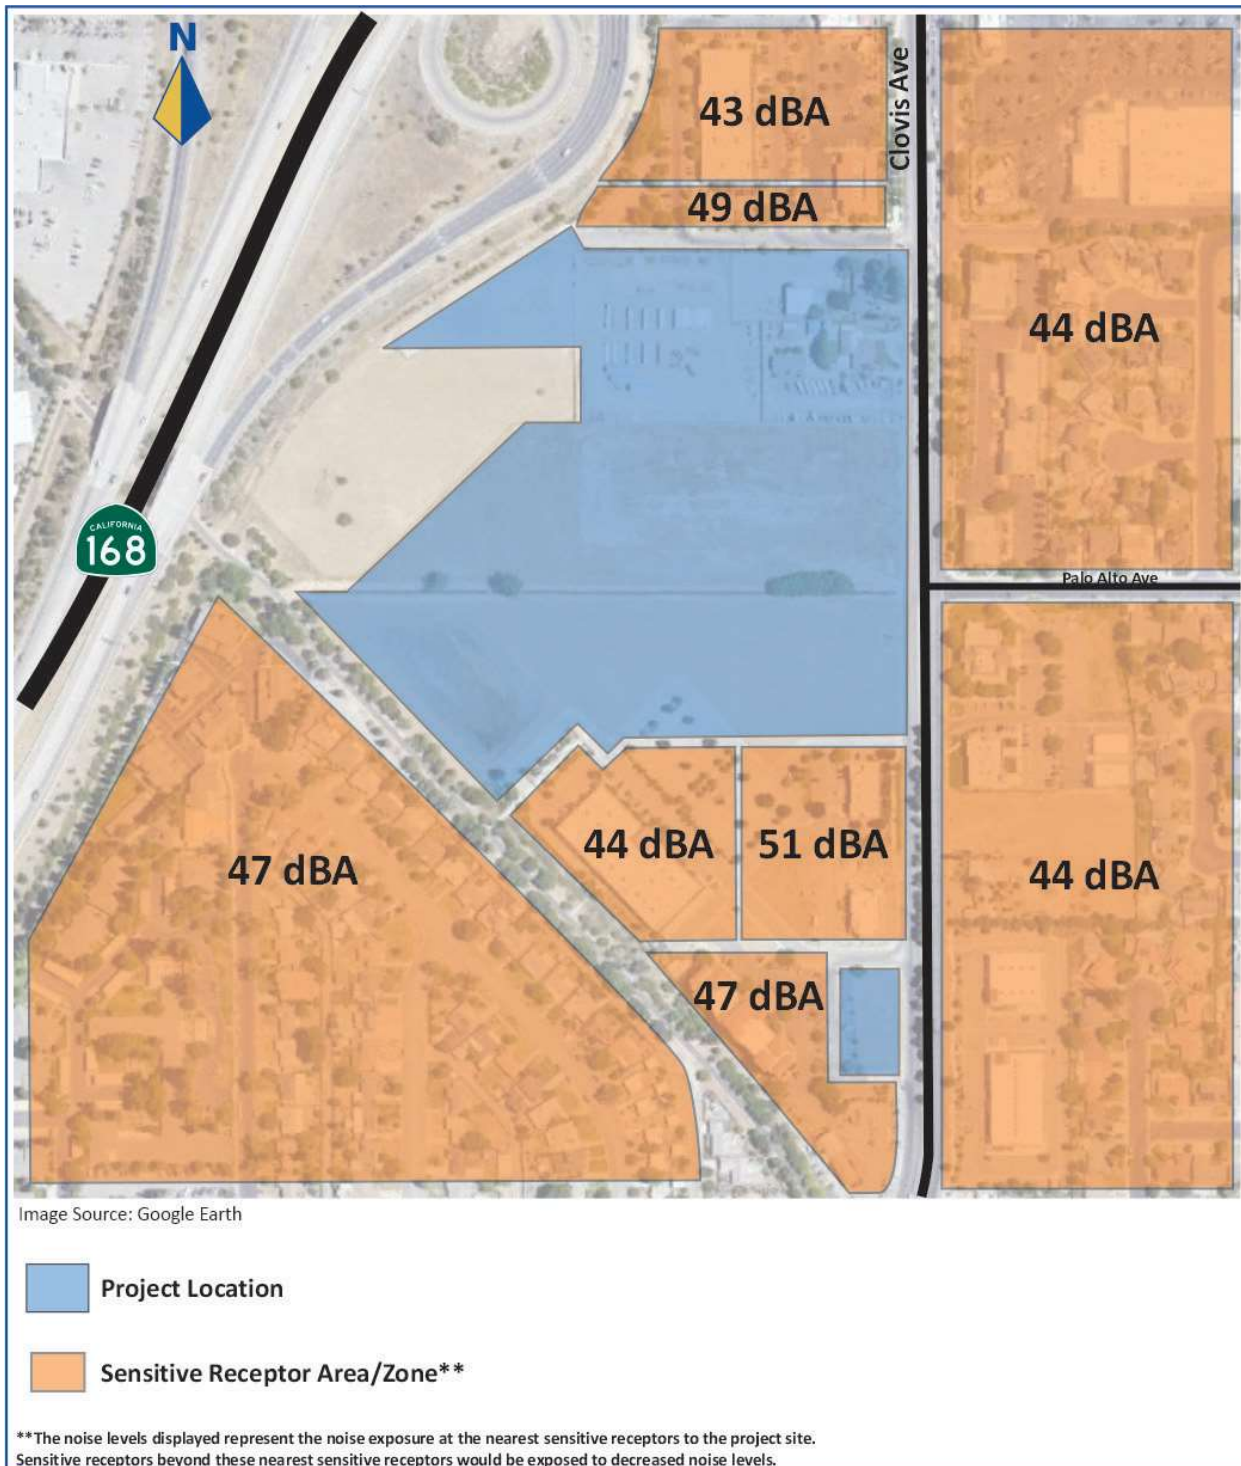 N
43 dBA
Clovis Ave
49 dBA
44 dBA
CALIFORNIA
168
Palo Alto Ave
47 dBA
44 dBA
51 dBA
44 dBA
47 dBA
Image Source: Google Earth
Project Location
Sensitive Receptor Area/Zone**
**The noise levels displayed represent the noise exposure at the nearest sensitive receptors to the project site.
Sensitive receptors beyond these nearest sensitive receptors would be exposed to decreased noise levels.